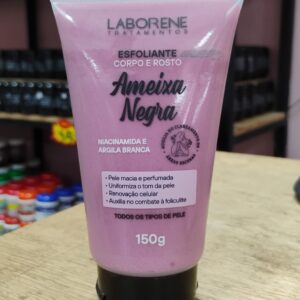 LABORENE
TRATAMENTOS
ESFOLIANTE
CORPO E ROSTO
Ameixa
Negra
NIACINAMIDA E
ARGILA BRANCA
• Pele macia e perfumada
• Uniformiza o tom da pele
• Renovação celular
• Auxilia no combate à foliculite
TODOS OS TIPOS DE PELE
150g